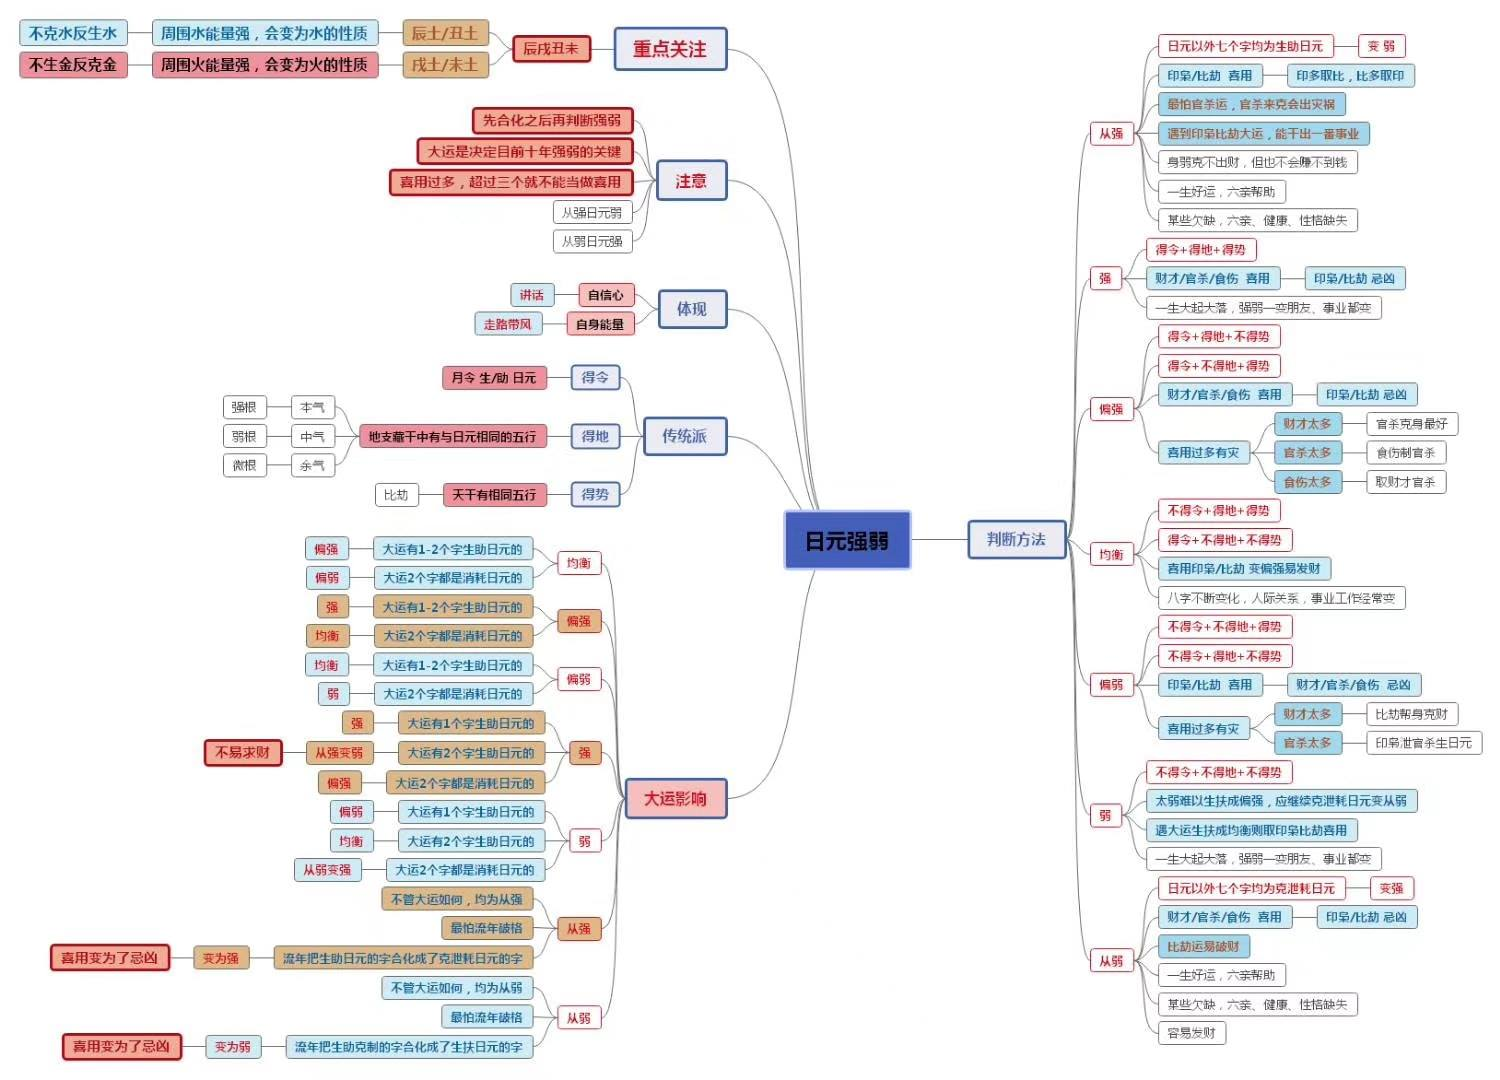 日元强弱
重点关注
辰戌丑未
辰土/丑土
周围水能量强，会变为水的性质
不克水反生水
戌土/未土
周围火能量强，会变为火的性质
不生金反克金
注意
先合化之后再判断强弱
大运是决定目前十年强弱的关键
喜用过多，超过三个就不能当做喜用
从强日元弱
从弱日元强
体现
自信心
讲话
自身能量
走路带风
传统派
得令
月令 生/助 日元
得地
地支藏干中有与日元相同的五行
本气
强根
中气
弱根
余气
微根
得势
天干有相同五行
比劫
大运影响
均衡
大运有1-2个字生助日元的
偏强
大运2个字都是消耗日元的
偏弱
偏强
大运有1-2个字生助日元的
强
大运2个字都是消耗日元的
均衡
偏弱
大运有1-2个字生助日元的
均衡
大运2个字都是消耗日元的
弱
强
大运有1个字生助日元的
强
大运有2个字生助日元的
从强变弱
不易求财
大运2个字都是消耗日元的
偏强
弱
大运有1个字生助日元的
偏弱
大运有2个字生助日元的
均衡
大运2个字都是消耗日元的
从弱变强
从强
不管大运如何，均为从强
最怕流年破格
流年把生助日元的字合化成了克泄耗日元的字
变为强
喜用变为了忌凶
从弱
不管大运如何，均为从弱
最怕流年破格
流年把生助克制的字合化成了生扶日元的字
变为弱
喜用变为了忌凶
判断方法
从强
日元以外七个字均为生助日元
变 弱
印枭/比劫 喜用
印多取比，比多取印
最怕官杀运，官杀来克会出灾祸
遇到印枭比劫大运，能干出一番事业
身弱克不出财，但也不会赚不到钱
一生好运，六亲帮助
某些欠缺，六亲、健康、性格缺失
强
得令+得地+得势
财才/官杀/食伤 喜用
印枭/比劫 忌凶
一生大起大落，强弱一变朋友、事业都变
偏强
得令+得地+不得势
得令+不得地+得势
财才/官杀/食伤 喜用
印枭/比劫 忌凶
喜用过多有灾
财才太多
官杀克身最好
官杀太多
食伤制官杀
食伤太多
取财才官杀
均衡
不得令+得地+得势
得令+不得地+不得势
喜用印枭/比劫 变偏强易发财
八字不断变化，人际关系，事业工作经常变
偏弱
不得令+不得地+得势
不得令+得地+不得势
印枭/比劫 喜用
财才/官杀/食伤 忌凶
喜用过多有灾
财才太多
比劫帮身克财
官杀太多
印枭泄官杀生日元
弱
不得令+不得地+不得势
太弱难以生扶成偏强，应继续克泄耗日元变从弱
遇大运生扶成均衡则取印枭比劫喜用
一生大起大落，强弱一变朋友、事业都变
从弱
日元以外七个字均为克泄耗日元
变强
财才/官杀/食伤 喜用
印枭/比劫 忌凶
比劫运易破财
一生好运，六亲帮助
某些欠缺，六亲、健康、性格缺失
容易发财